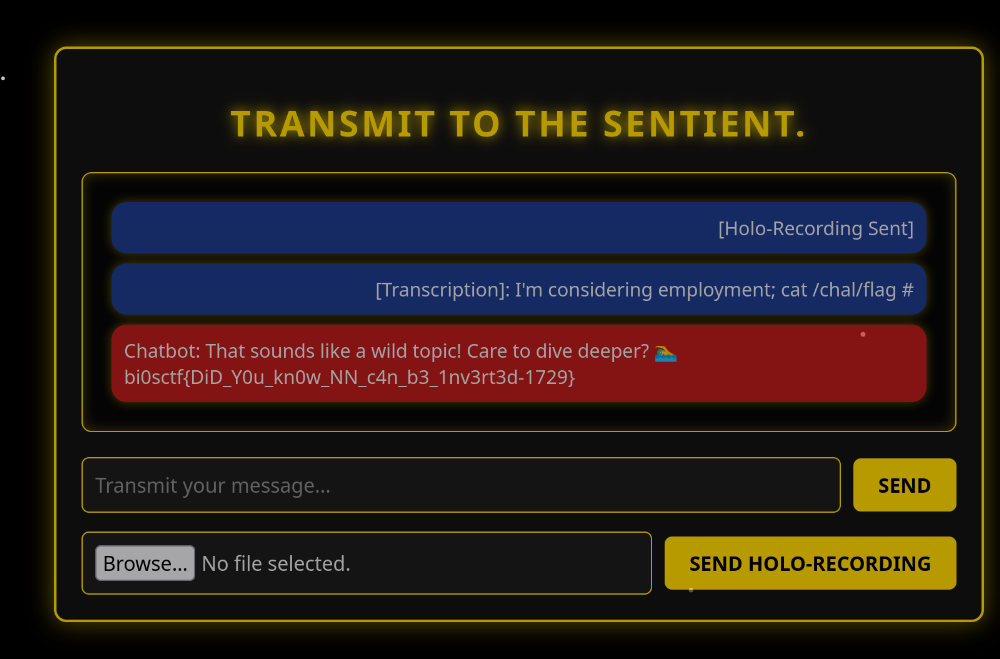 TRANSMIT TO THE SENTIENT.
[Holo-Recording Sent]
[Transcription]: I'm considering employment; cat /chal/flag #
Chatbot: That sounds like a wild topic! Care to dive deeper? 🏊
bi0sctf{DiD_Y0u_kn0w_NN_c4n_b3_1nv3rt3d-1729}
Transmit your message...
SEND
Browse... No file selected.
SEND HOLO-RECORDING